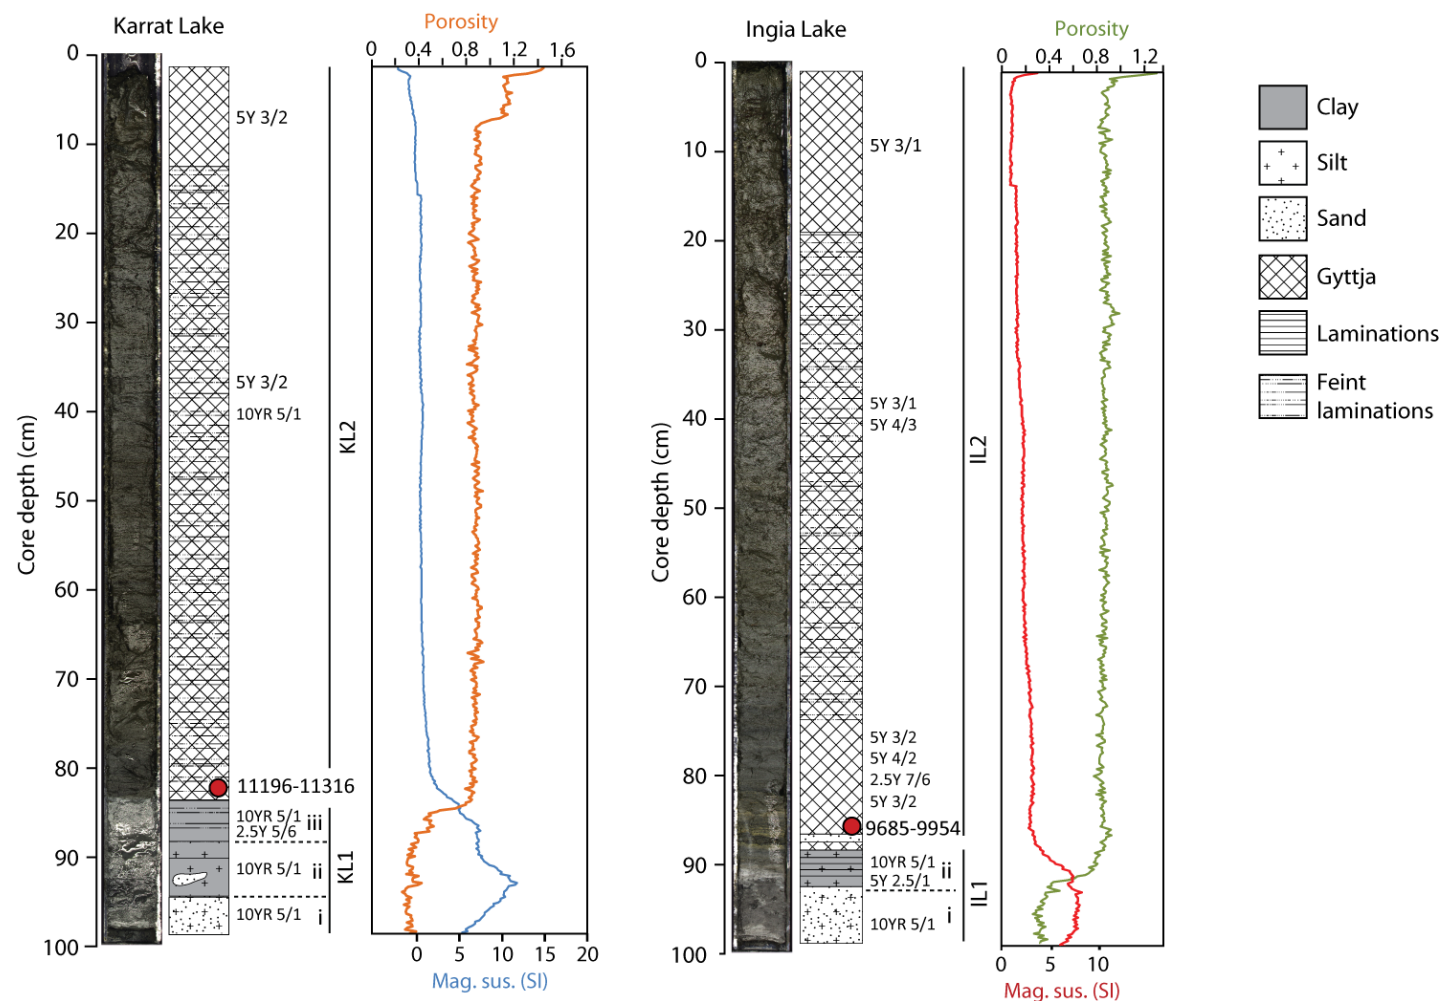 Karrat Lake
Porosity
0 0.4 0.8 1.2 1.6
0
10
20
30
40
50
60
70
80
90
100
Core depth (cm)
5Y 3/2
5Y 3/2
10YR 5/1
11196-11316
10YR 5/1
2.5Y 5/6
iii
10YR 5/1 ii
10YR 5/1 i
KL2
KL1
0 5 10 15 20
Mag. sus. (SI)
Ingia Lake
Porosity
0 0.4 0.8 1.2
0
10
20
30
40
50
60
70
80
90
100
Core depth (cm)
5Y 3/1
5Y 3/1
5Y 4/3
5Y 3/2
5Y 4/2
2.5Y 7/6
5Y 3/2
9685-9954
10YR 5/1
5Y 2.5/1
ii
10YR 5/1 i
IL2
IL1
0 5 10
Mag. sus. (SI)
Clay
Silt
Sand
Gyttja
Laminations
Feint
laminations